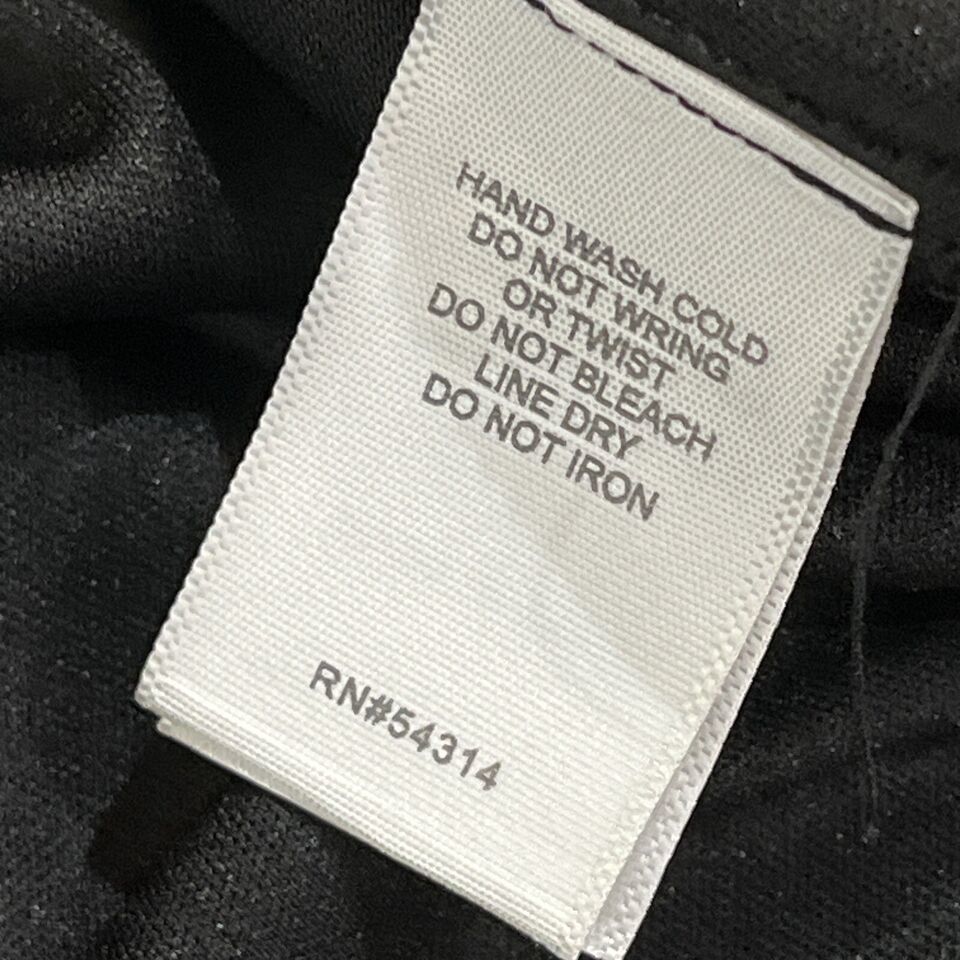 HAND WASH COLD
DO NOT WRING
OR TWIST
DO NOT BLEACH
LINE DRY
DO NOT IRON
RN#54314